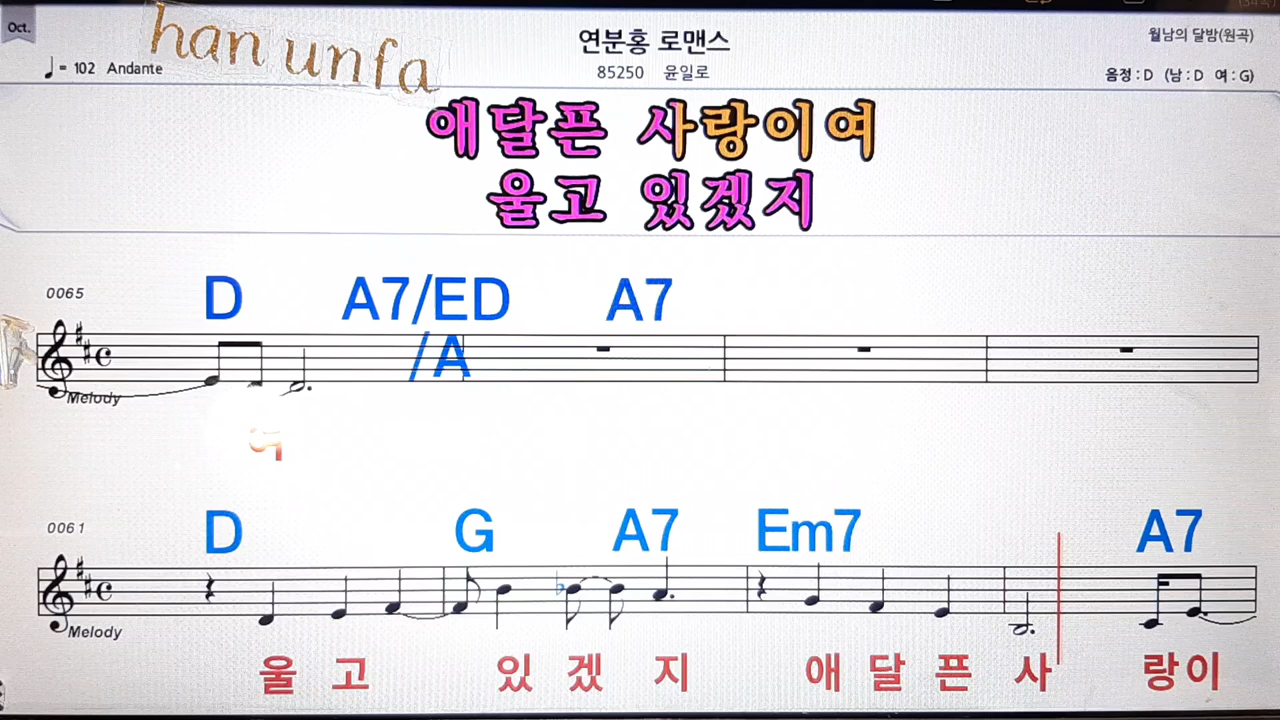 Oct.
han unfa
연분홍 로맨스
월남의 달밤(원곡)
♩= 102 Andante
85250 윤일로
음정 : D (남 : D 여 : G)
애달픈 사랑이여
울고 있겠지
0065
D A7/ED A7
/A
Melody
여
0061
D G A7 Em7 A7
Melody
울 고 있 겠 지 애 달 픈 사 랑이